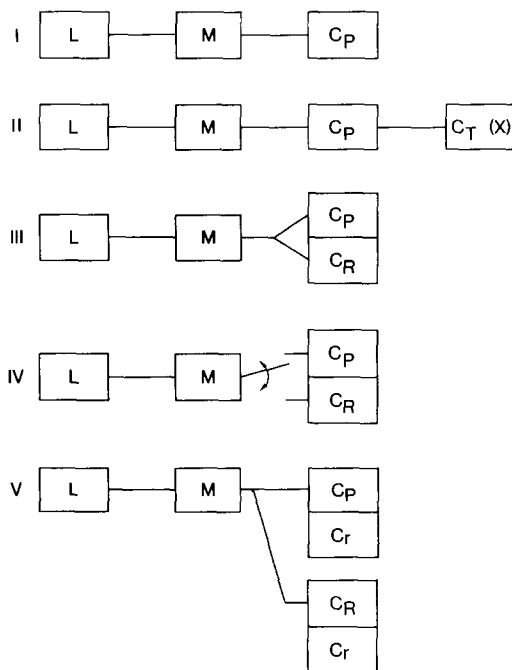 I L M CP
II L M CP CT (X)
III L M CP
CR
IV L M CP
CR
V L M CP
Cr
CR
Cr